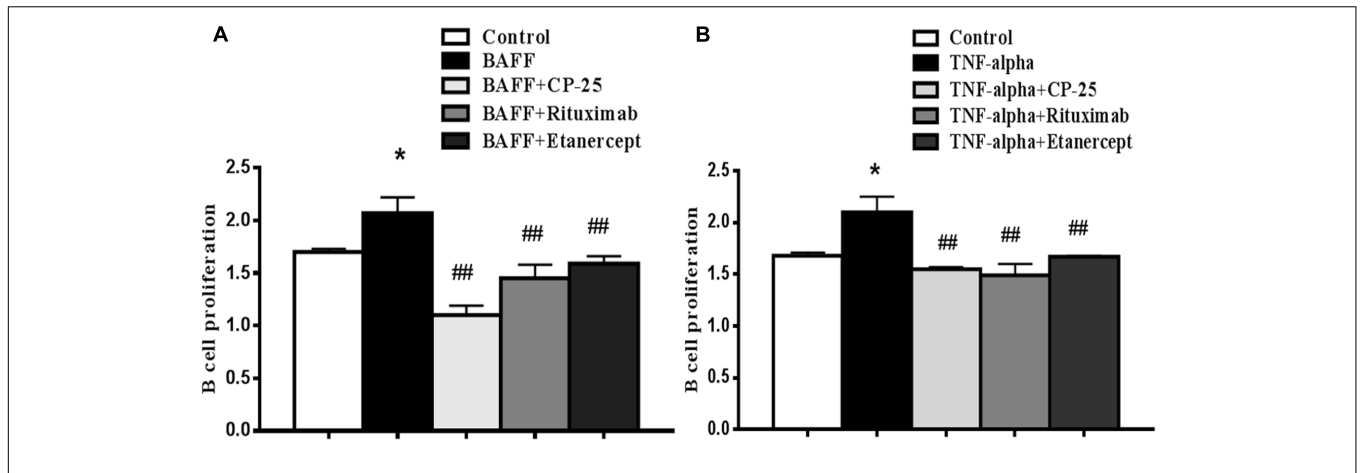 A
Control
BAFF
BAFF+CP-25
BAFF+Rituximab
BAFF+Etanercept
B cell proliferation
2.5
2.0
1.5
1.0
0.5
0.0
*
##
##
##
B
Control
TNF-alpha
TNF-alpha+CP-25
TNF-alpha+Rituximab
TNF-alpha+Etanercept
B cell proliferation
2.5
2.0
1.5
1.0
0.5
0.0
*
##
##
##